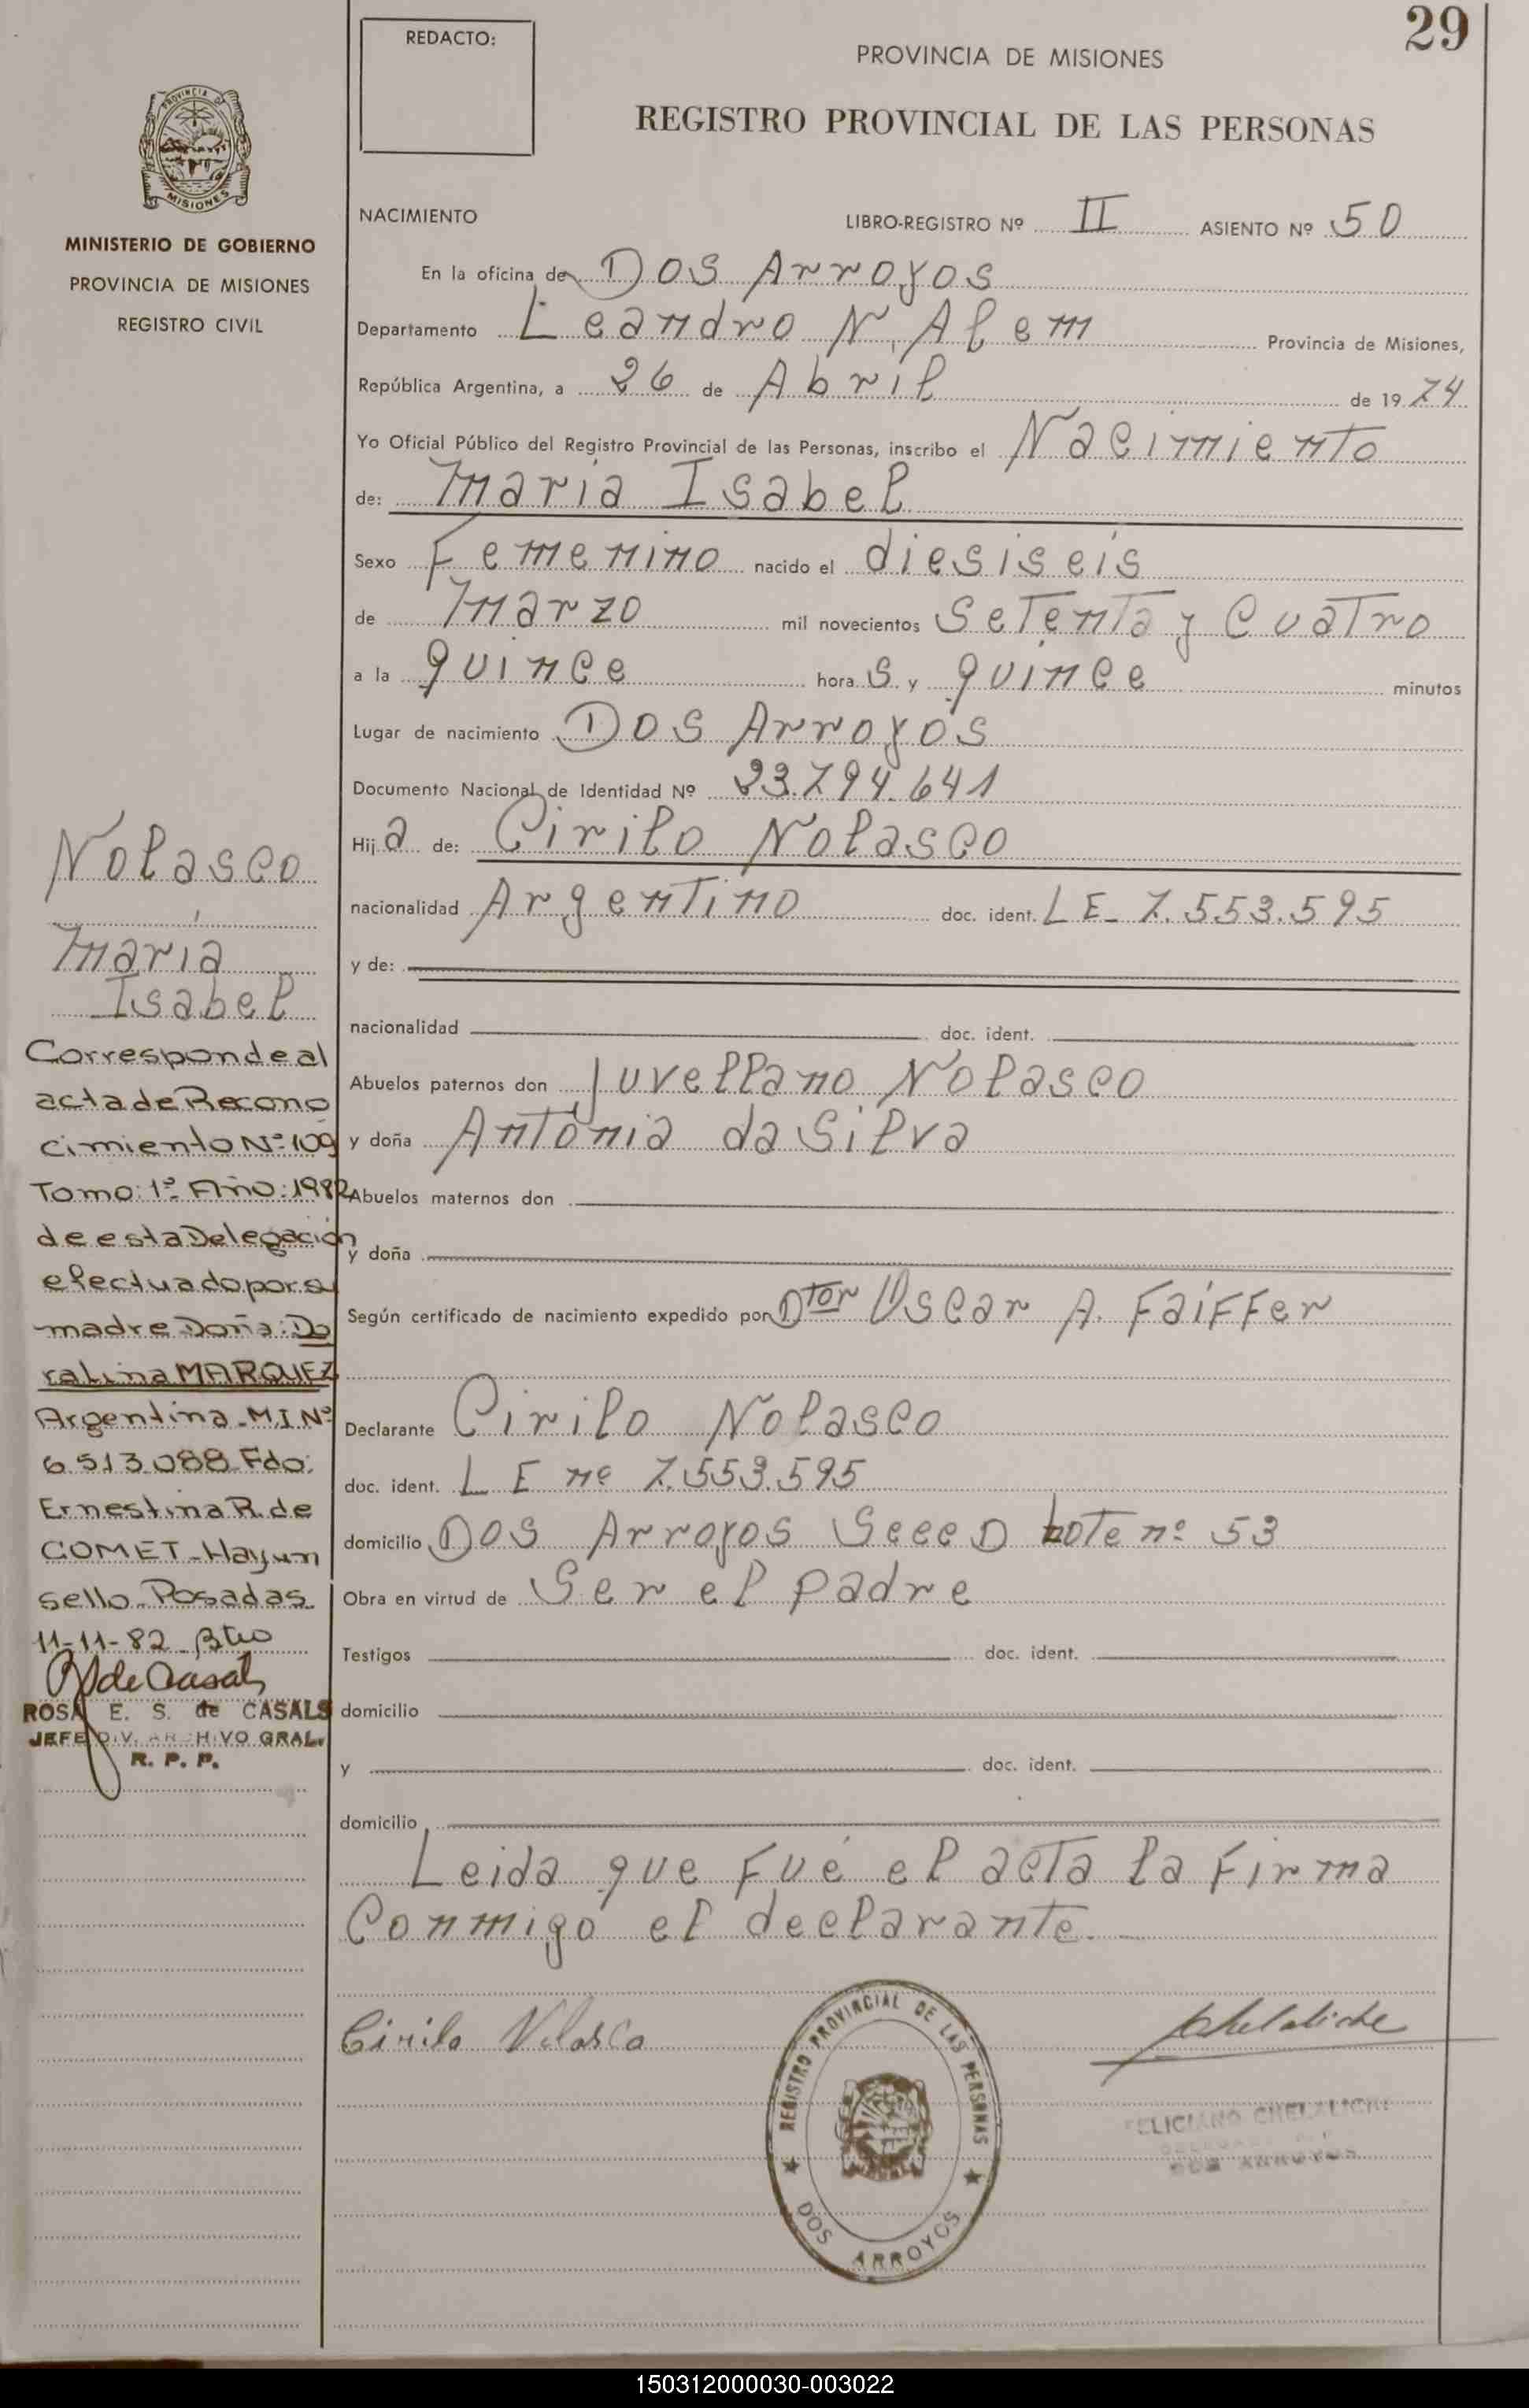 29
REDACTO:
PROVINCIA DE MISIONES
REGISTRO PROVINCIAL DE LAS PERSONAS
PROVINCIA DE
MISIONES
MINISTERIO DE GOBIERNO
PROVINCIA DE MISIONES
REGISTRO CIVIL
NACIMIENTO LIBRO-REGISTRO Nº II ASIENTO Nº 50
En la oficina de Dos Arroyos
Departamento Leandro N. Alem Provincia de Misiones,
República Argentina, a 26 de Abril de 1974
Yo Oficial Público del Registro Provincial de las Personas, inscribo el Nacimiento
de: Maria Isabel
Sexo Femenino nacido el diesiseis
de Marzo mil novecientos Setenta y Cuatro
a la quince hora S y quince minutos
Lugar de nacimiento Dos Arroyos
Documento Nacional de Identidad Nº 23.794.641
Hija de: Cirilo Nolasco
nacionalidad Argentino doc. ident. LE- 7.553.595
y de:
nacionalidad doc. ident.
Abuelos paternos don Juvellano Nolasco
y doña Antonia da Silva
Abuelos maternos don
y doña
Según certificado de nacimiento expedido por Dtor Oscar A. Faiffer
Declarante Cirilo Nolasco
doc. ident. L E nº 7.553.595
domicilio Dos Arroyos Secc D Lote nº 53
Obra en virtud de Ser el padre
Testigos doc. ident.
domicilio
y doc. ident.
domicilio
Leida que fué el acta la firma
Conmigo el declarante.
Cirilo Nolasco
REGISTRO PROVINCIAL DE LAS PERSONAS
DOS ARROYOS
FELICIANO CHELALICHE
DOS ARROYOS
Nolasco
Maria
Isabel
Corresponde al
acta de Recono
cimiento Nº 109
Tomo: 1º Año: 1982
de esta Delegación
efectuado por su
madre Doña: Do
ralina MARQUEZ
Argentina - M.I Nº
6.513.088 Fdo:
Ernestina R. de
GOMET - Hay un
sello - Posadas
11-11-82
ROSA E. S. de CASALS
JEFE DIV. ARCHIVO GRAL.
R. P. P.
150312000030-003022